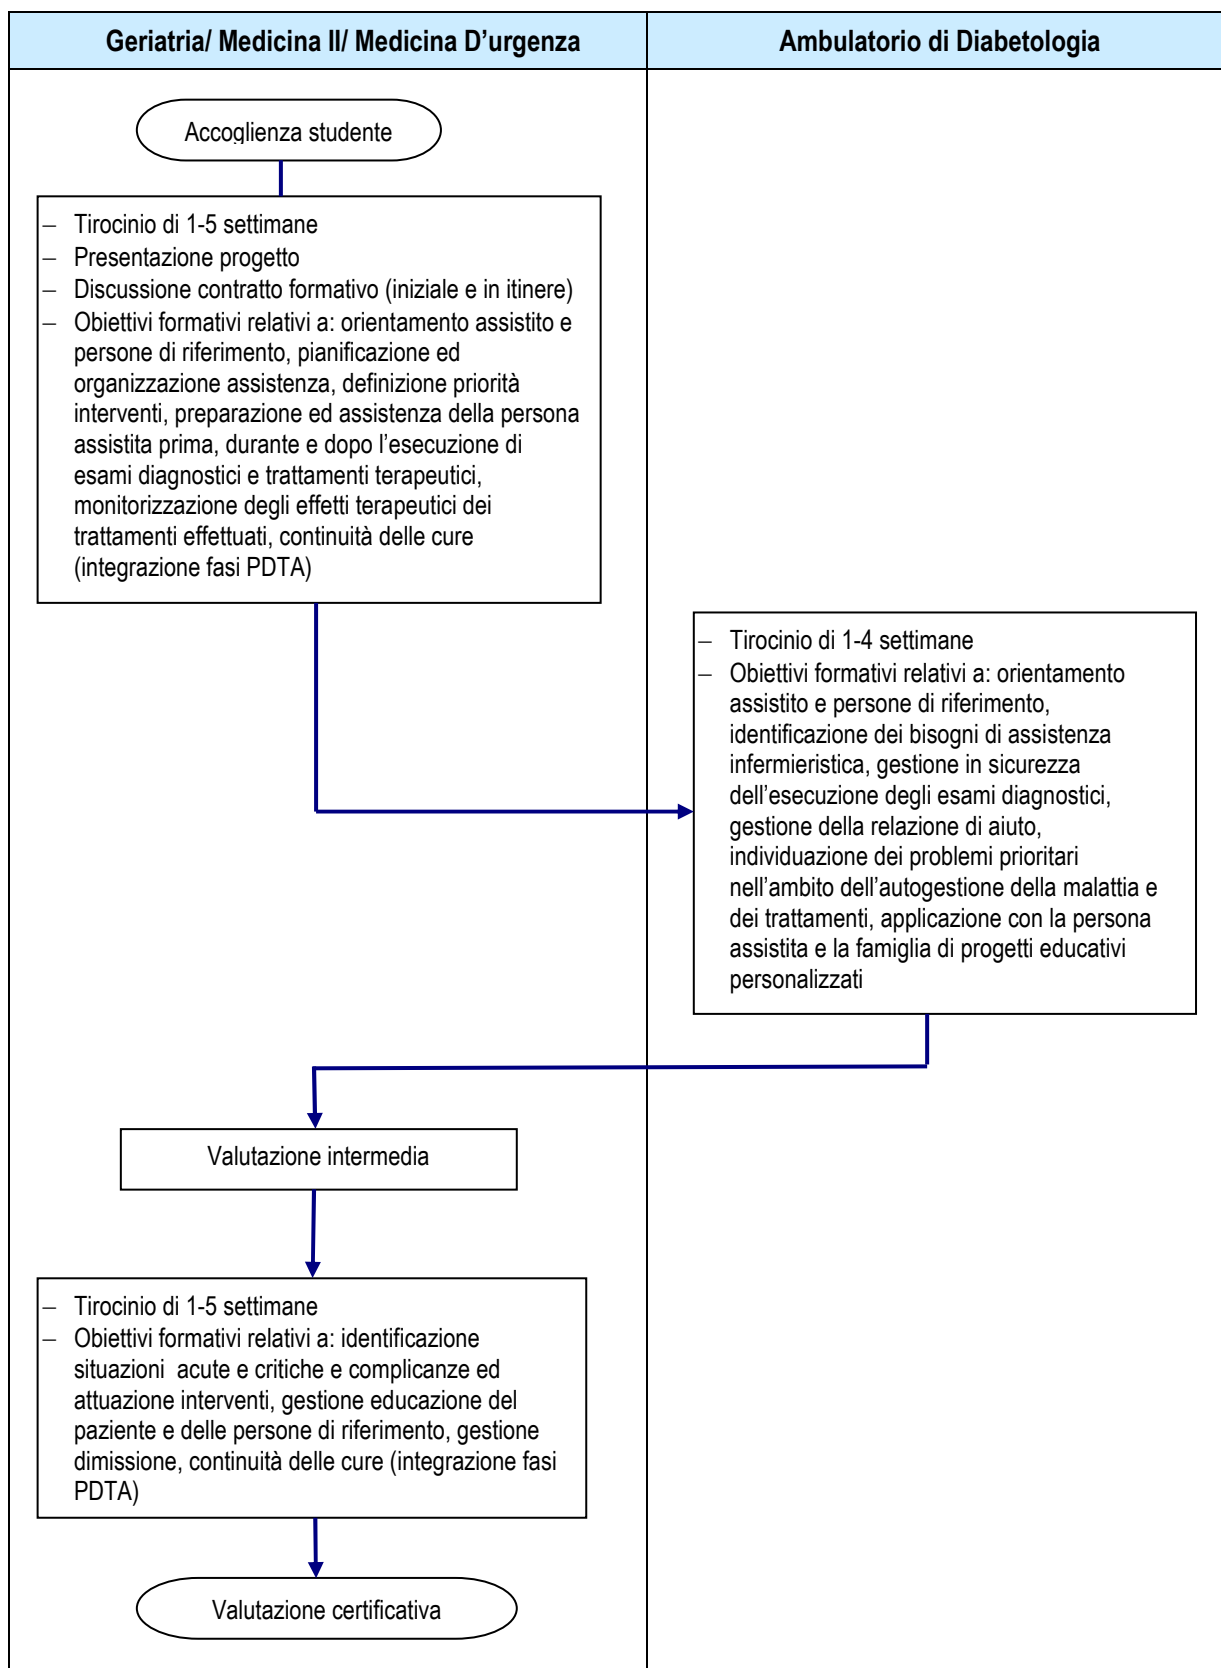 Geriatria/ Medicina II/ Medicina D’urgenza
Ambulatorio di Diabetologia
Accoglienza studente
– Tirocinio di 1-5 settimane
– Presentazione progetto
– Discussione contratto formativo (iniziale e in itinere)
– Obiettivi formativi relativi a: orientamento assistito e
persone di riferimento, pianificazione ed
organizzazione assistenza, definizione priorità
interventi, preparazione ed assistenza della persona
assistita prima, durante e dopo l’esecuzione di
esami diagnostici e trattamenti terapeutici,
monitorizzazione degli effetti terapeutici dei
trattamenti effettuati, continuità delle cure
(integrazione fasi PDTA)
– Tirocinio di 1-4 settimane
– Obiettivi formativi relativi a: orientamento
assistito e persone di riferimento,
identificazione dei bisogni di assistenza
infermieristica, gestione in sicurezza
dell’esecuzione degli esami diagnostici,
gestione della relazione di aiuto,
individuazione dei problemi prioritari
nell’ambito dell’autogestione della malattia e
dei trattamenti, applicazione con la persona
assistita e la famiglia di progetti educativi
personalizzati
Valutazione intermedia
– Tirocinio di 1-5 settimane
– Obiettivi formativi relativi a: identificazione
situazioni acute e critiche e complicanze ed
attuazione interventi, gestione educazione del
paziente e delle persone di riferimento, gestione
dimissione, continuità delle cure (integrazione fasi
PDTA)
Valutazione certificativa